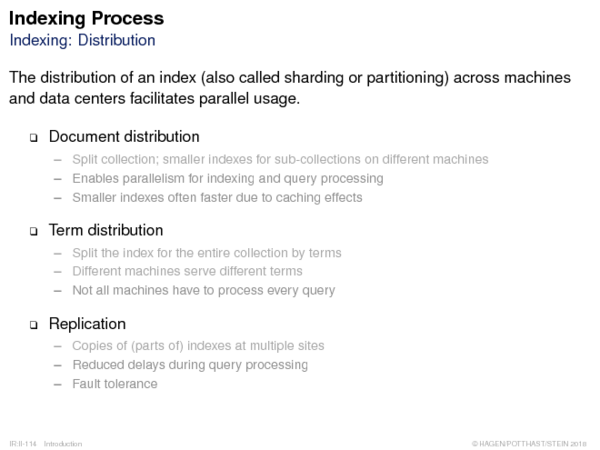 Indexing Process
Indexing: Distribution
The distribution of an index (also called sharding or partitioning) across machines
and data centers facilitates parallel usage.
❑ Document distribution
– Split collection; smaller indexes for sub-collections on different machines
– Enables parallelism for indexing and query processing
– Smaller indexes often faster due to caching effects
❑ Term distribution
– Split the index for the entire collection by terms
– Different machines serve different terms
– Not all machines have to process every query
❑ Replication
– Copies of (parts of) indexes at multiple sites
– Reduced delays during query processing
– Fault tolerance
IR:II-114 Introduction
© HAGEN/POTTHAST/STEIN 2018